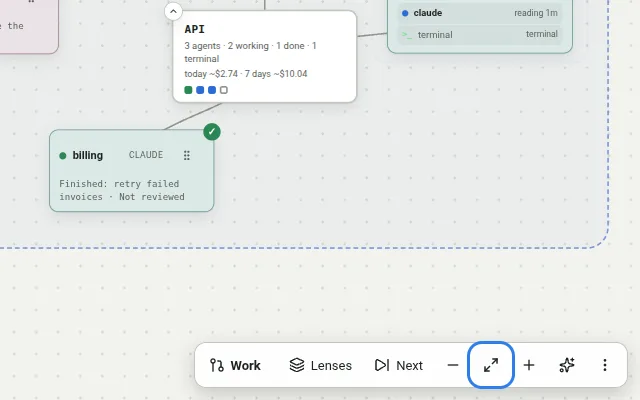 e the
API
3 agents · 2 working · 1 done · 1
terminal
today ~$2.74 · 7 days ~$10.04
claude reading 1m
>_ terminal terminal
billing CLAUDE
Finished: retry failed
invoices · Not reviewed
Work Lenses Next